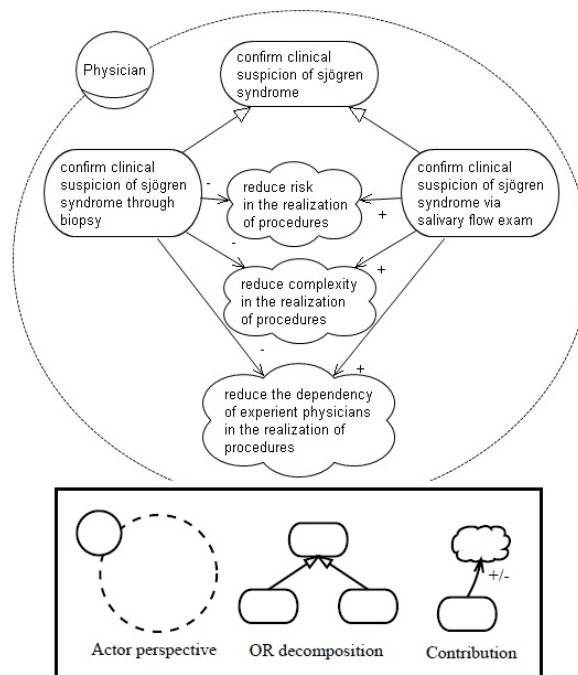 Physician
confirm clinical
suspicion of sjögren
syndrome
confirm clinical
suspicion of sjögren
syndrome through
biopsy
reduce risk
in the realization
of procedures
confirm clinical
suspicion of sjögren
syndrome via
salivary flow exam
-
+
-
+
reduce complexity
in the realization
of procedures
-
+
reduce the dependency
of experient physicians
in the realization of
procedures
+/-
Actor perspective
OR decomposition
Contribution